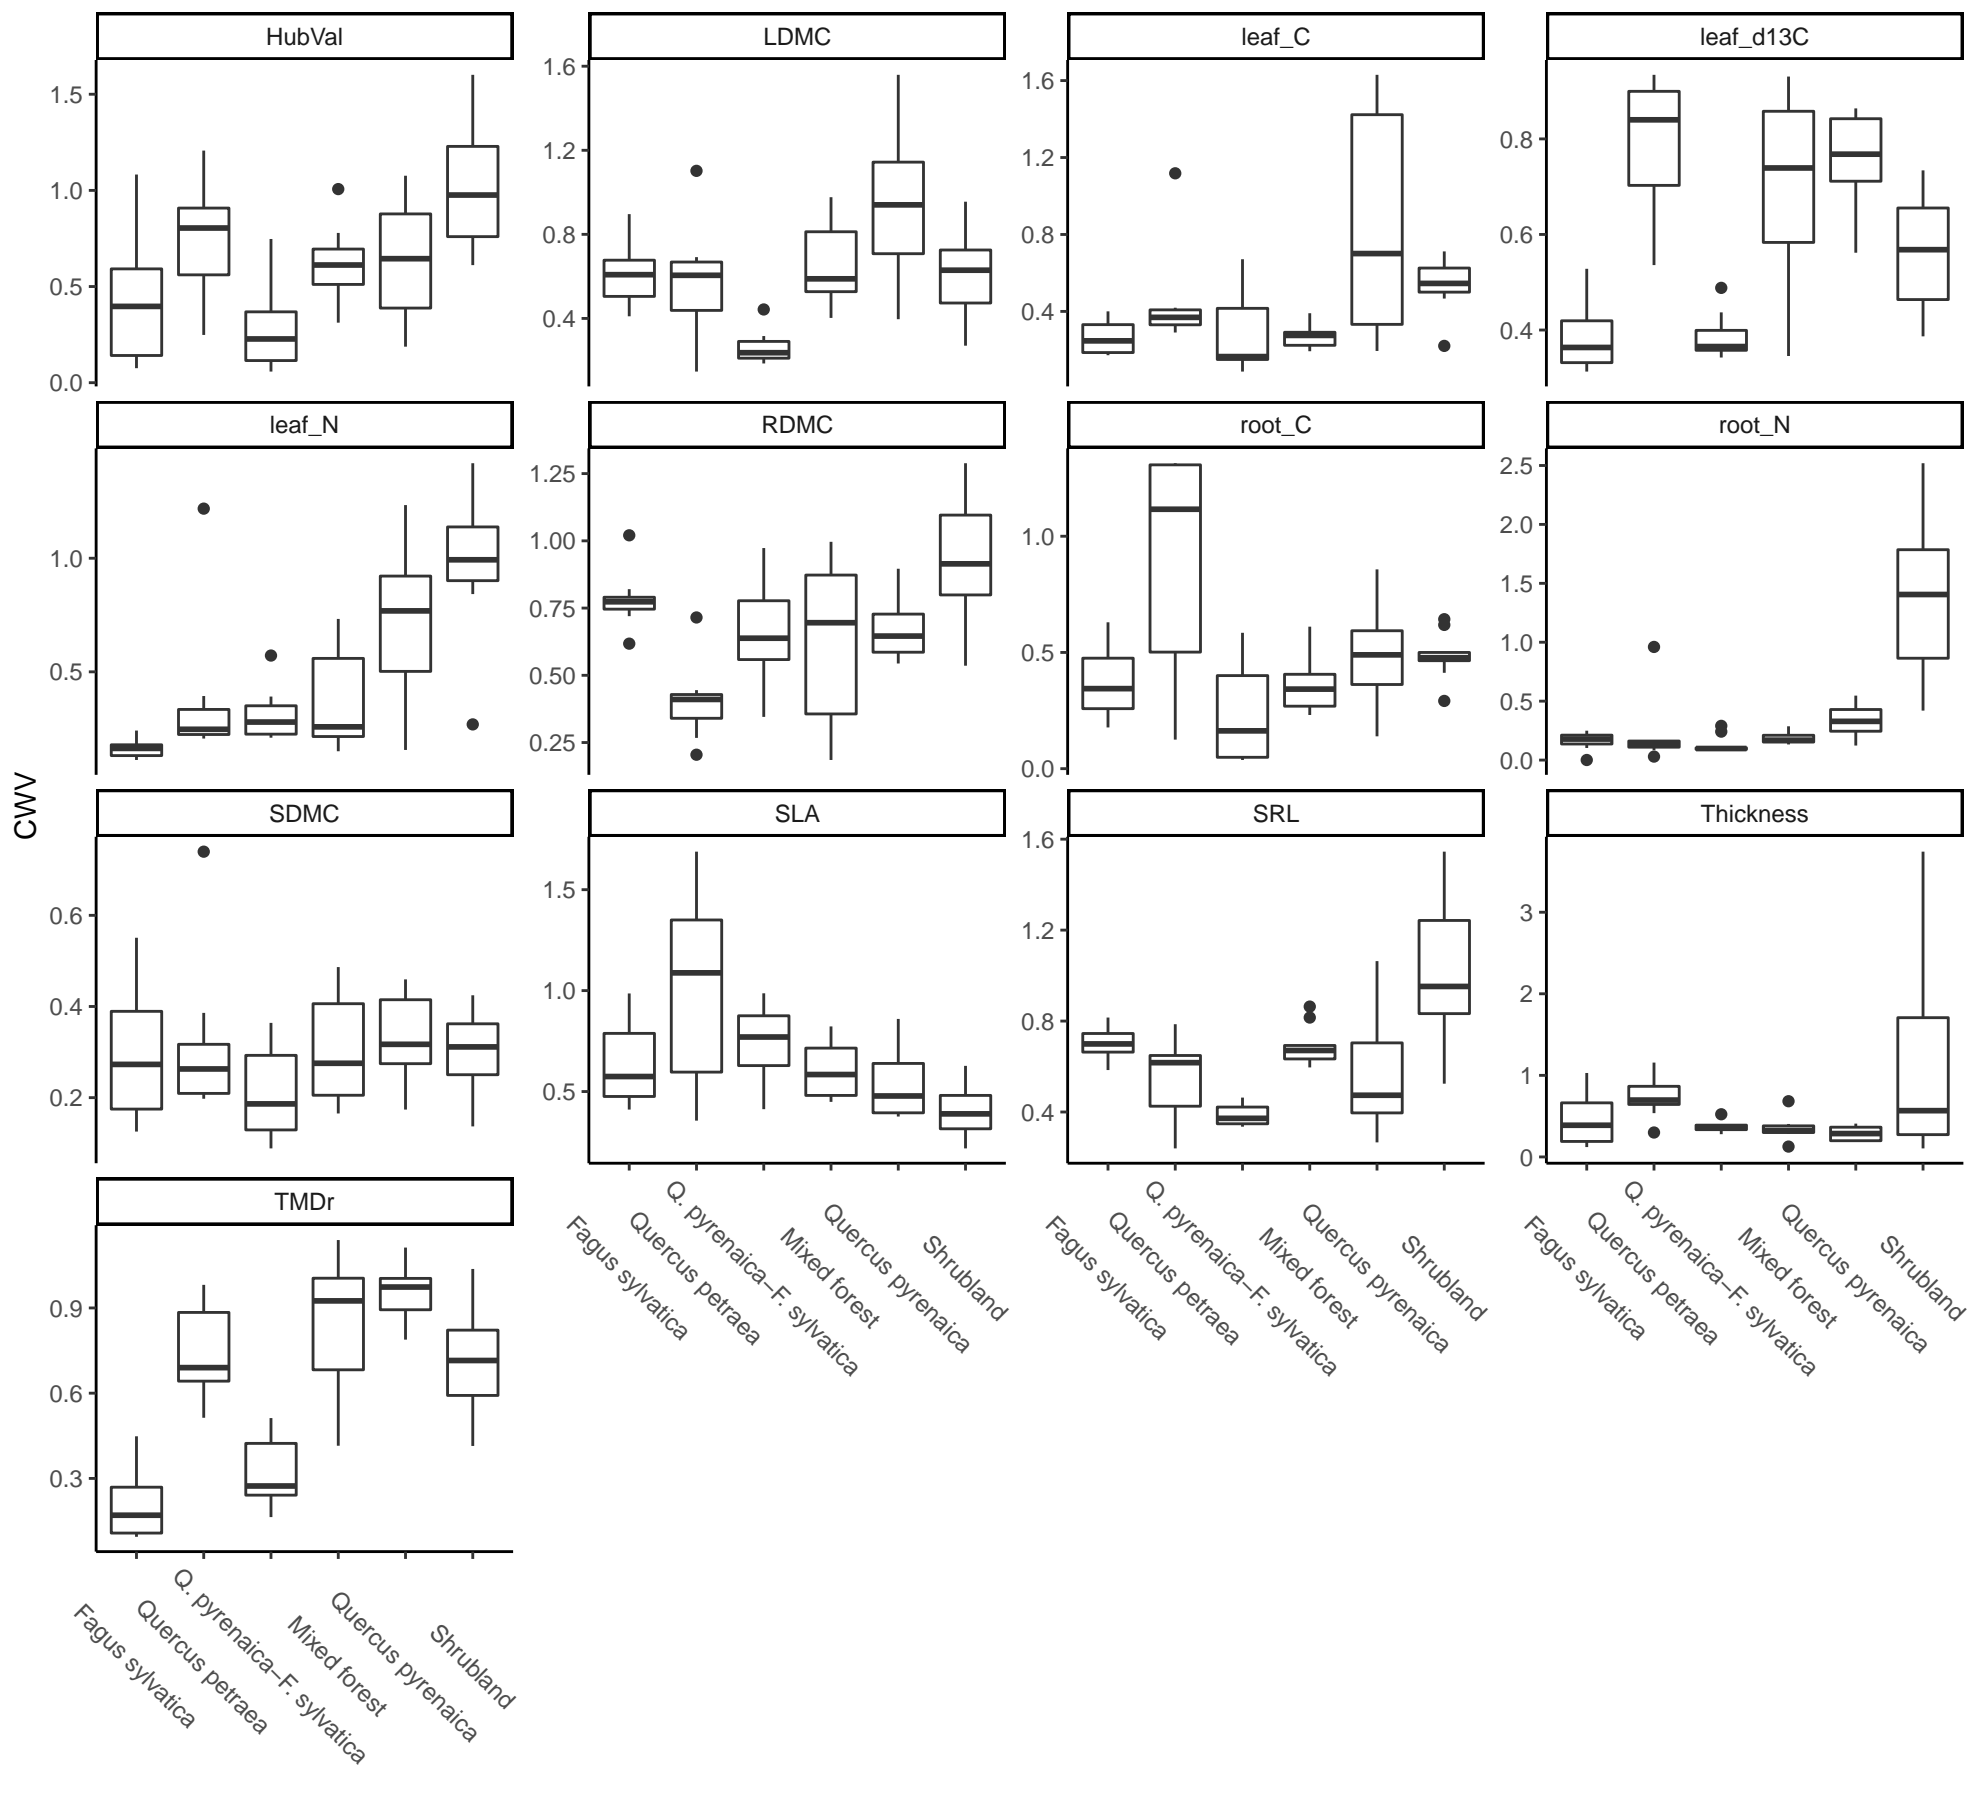 HubVal
LDMC
leaf_C
leaf_d13C
1.5
1.0
0.5
0.0
1.6
1.2
0.8
0.4
1.6
1.2
0.8
0.4
0.8
0.6
0.4
leaf_N
RDMC
root_C
root_N
1.0
0.5
1.25
1.00
0.75
0.50
0.25
1.0
0.5
0.0
2.5
2.0
1.5
1.0
0.5
0.0
CWV
SDMC
SLA
SRL
Thickness
0.6
0.4
0.2
1.5
1.0
0.5
1.6
1.2
0.8
0.4
3
2
1
0
Fagus sylvatica
Quercus petraea
Q. pyrenaica–F. sylvatica
Mixed forest
Quercus pyrenaica
Shrubland
Fagus sylvatica
Quercus petraea
Q. pyrenaica–F. sylvatica
Mixed forest
Quercus pyrenaica
Shrubland
Fagus sylvatica
Quercus petraea
Q. pyrenaica–F. sylvatica
Mixed forest
Quercus pyrenaica
Shrubland
TMDr
0.9
0.6
0.3
Fagus sylvatica
Quercus petraea
Q. pyrenaica–F. sylvatica
Mixed forest
Quercus pyrenaica
Shrubland